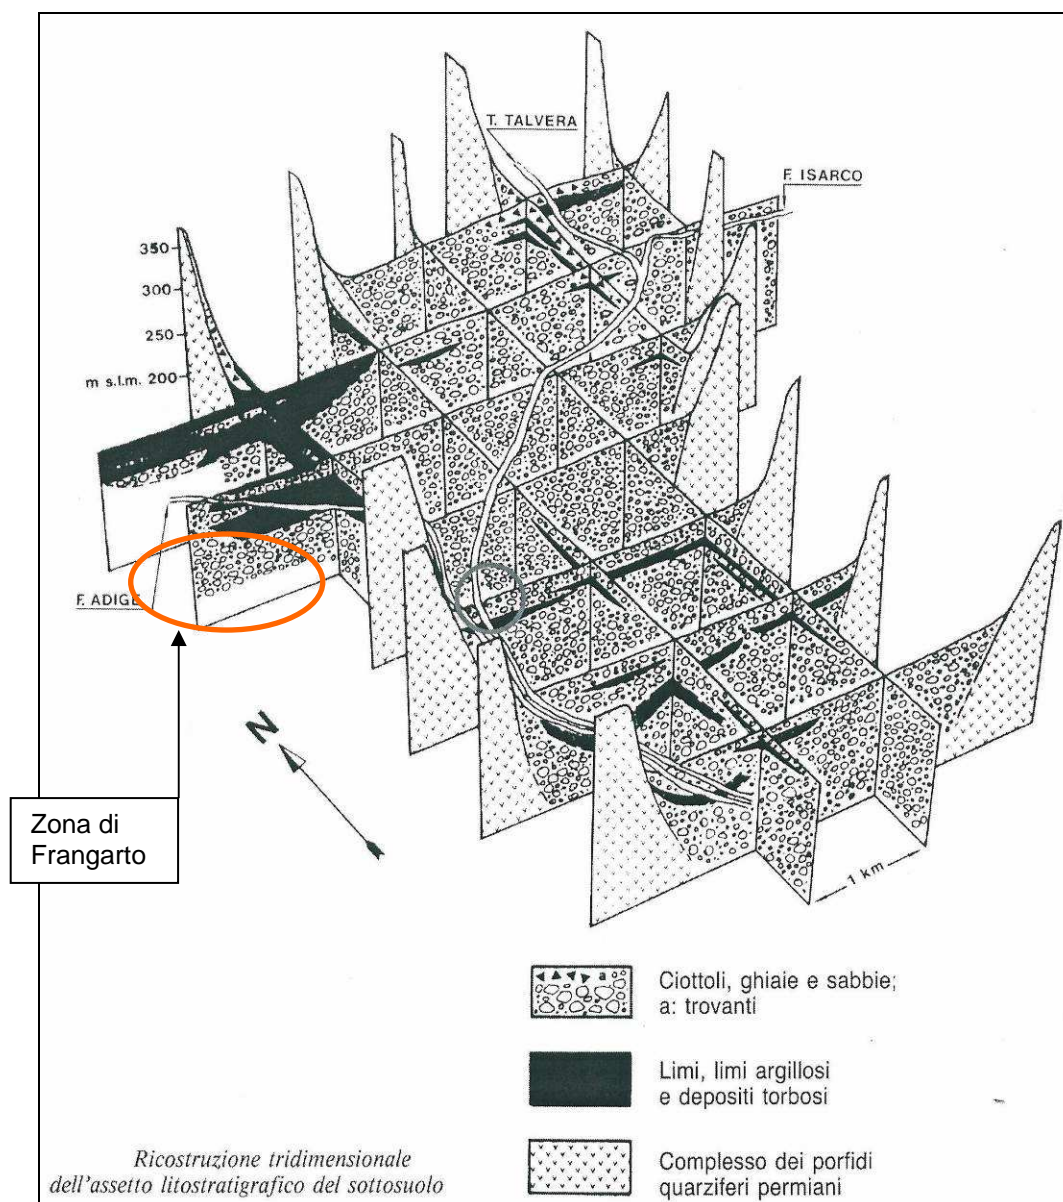 T. TALVERA
F. ISARCO
350
300
250
m s.l.m. 200
F. ADIGE
N
Zona di
Frangarto
1 km
a
Ciottoli, ghiaie e sabbie;
a: trovanti
Limi, limi argillosi
e depositi torbosi
Ricostruzione tridimensionale
dell'assetto litostratigrafico del sottosuolo
Complesso dei porfidi
quarziferi permiani